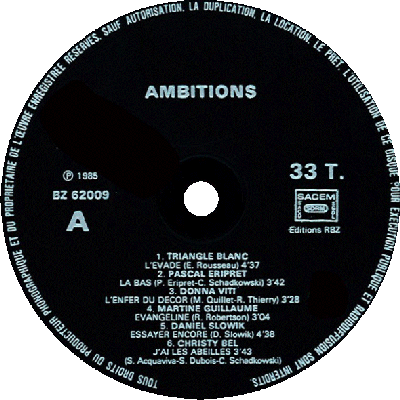 TOUS DROITS DU PRODUCTEUR PHONOGRAPHIQUE ET DU PROPRIETAIRE DE L'ŒUVRE ENREGISTREE RESERVES. SAUF AUTORISATION, LA DUPLICATION, LA LOCATION, LE PRET, L'UTILISATION DE CE DISQUE POUR EXECUTION PUBLIQUE ET RADIODIFFUSION SONT INTERDITS.
AMBITIONS
℗ 1985
BZ 62009
A
33 T.
SACEM
Editions RBZ
1. TRIANGLE BLANC
L'EVADE (E. Rousseau) 4'37
2. PASCAL ERIPRET
LA BAS (P. Eripret-C. Schadkowski) 3'42
3. DONNA VITI
L'ENFER DU DECOR (M. Quillet-R. Thierry) 3'28
4. MARTINE GUILLAUME
EVANGELINE (R. Robertson) 3'04
5. DANIEL SLOWIK
ESSAYER ENCORE (D. Slowik) 4'38
6. CHRISTY BEL
J'AI LES ABEILLES 3'43
(S. Acquaviva-S. Dubois-C. Schadkowski)